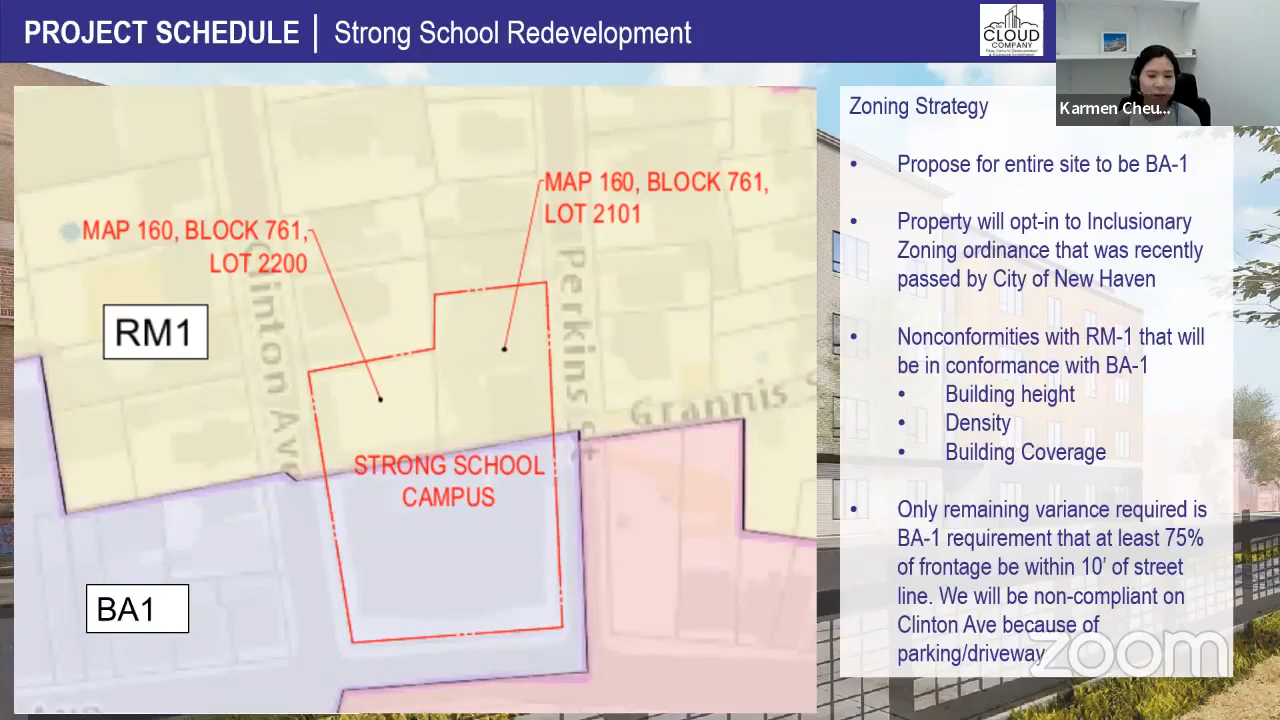 PROJECT SCHEDULE | Strong School Redevelopment
CLOUD
COMPANY
Karmen Cheu...
MAP 160, BLOCK 761,
LOT 2101
MAP 160, BLOCK 761,
LOT 2200
RM1
Clinton Ave
Perkins St
Grannis S
STRONG SCHOOL
CAMPUS
BA1
Zoning Strategy
• Propose for entire site to be BA-1
• Property will opt-in to Inclusionary
Zoning ordinance that was recently
passed by City of New Haven
• Nonconformities with RM-1 that will
be in conformance with BA-1
• Building height
• Density
• Building Coverage
• Only remaining variance required is
BA-1 requirement that at least 75%
of frontage be within 10’ of street
line. We will be non-compliant on
Clinton Ave because of
parking/driveway
zoom